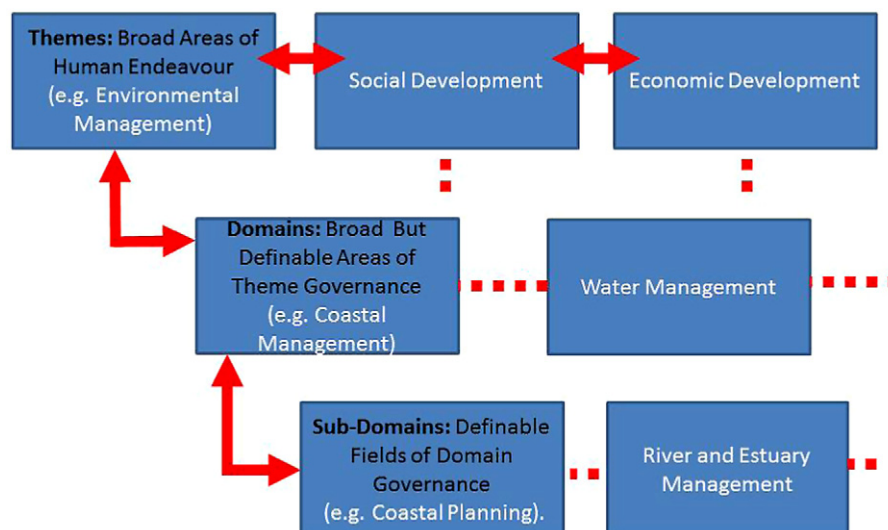 Themes: Broad Areas of
Human Endeavour
(e.g. Environmental
Management)
Social Development
Economic Development
Domains: Broad But
Definable Areas of
Theme Governance
(e.g. Coastal
Management)
Water Management
Sub-Domains: Definable
Fields of Domain
Governance
(e.g. Coastal Planning).
River and Estuary
Management